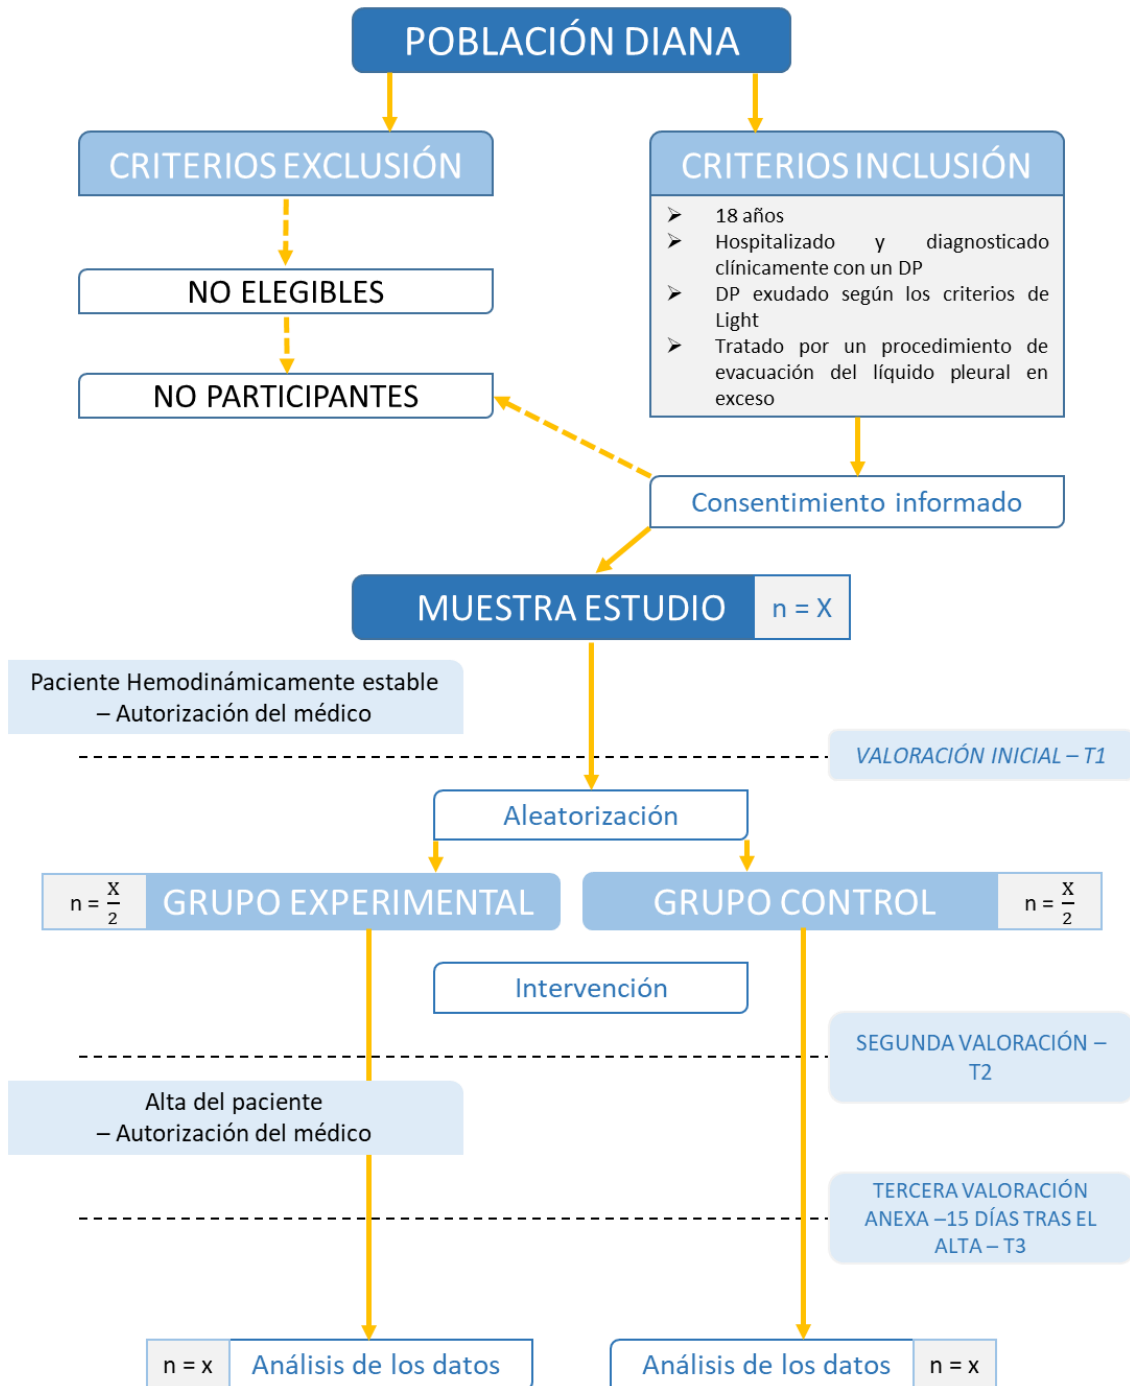 POBLACIÓN DIANA
CRITERIOS EXCLUSIÓN
CRITERIOS INCLUSIÓN
➤ 18 años
➤ Hospitalizado y diagnosticado
clínicamente con un DP
➤ DP exudado según los criterios de
Light
➤ Tratado por un procedimiento de
evacuación del líquido pleural en
exceso
NO ELEGIBLES
NO PARTICIPANTES
Consentimiento informado
MUESTRA ESTUDIO
n = X
Paciente Hemodinámicamente estable
– Autorización del médico
VALORACIÓN INICIAL – T1
Aleatorización
n = X/2
GRUPO EXPERIMENTAL
GRUPO CONTROL
n = X/2
Intervención
SEGUNDA VALORACIÓN –
T2
Alta del paciente
– Autorización del médico
TERCERA VALORACIÓN
ANEXA –15 DÍAS TRAS EL
ALTA – T3
n = x
Análisis de los datos
Análisis de los datos
n = x